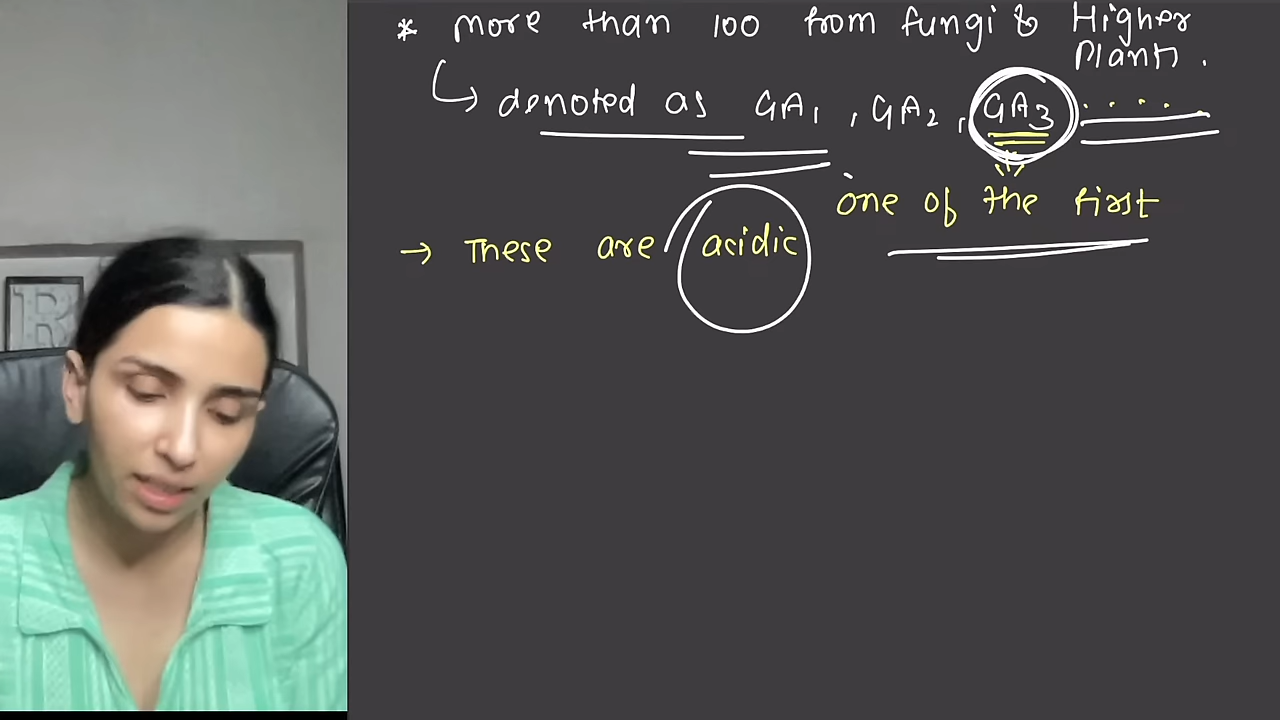 * more than 100 from fungi & Higher
Plants.
↳ denoted as GA1, GA2, GA3 ....
one of the first
→ These are acidic
R